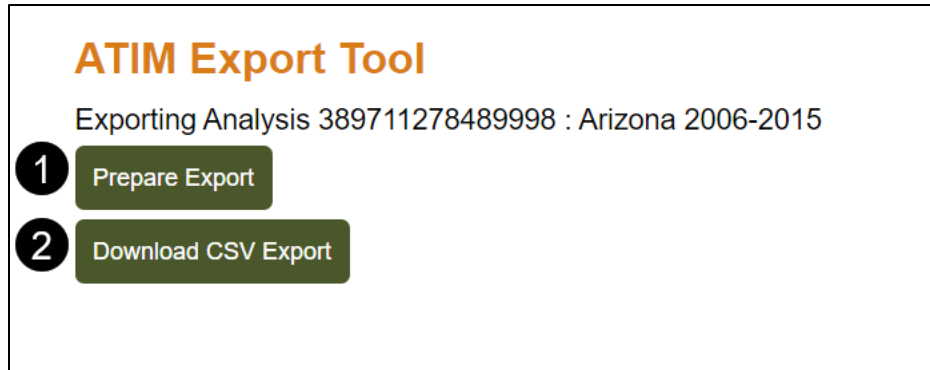 ATIM Export Tool
Exporting Analysis 389711278489998 : Arizona 2006-2015
1 Prepare Export
2 Download CSV Export